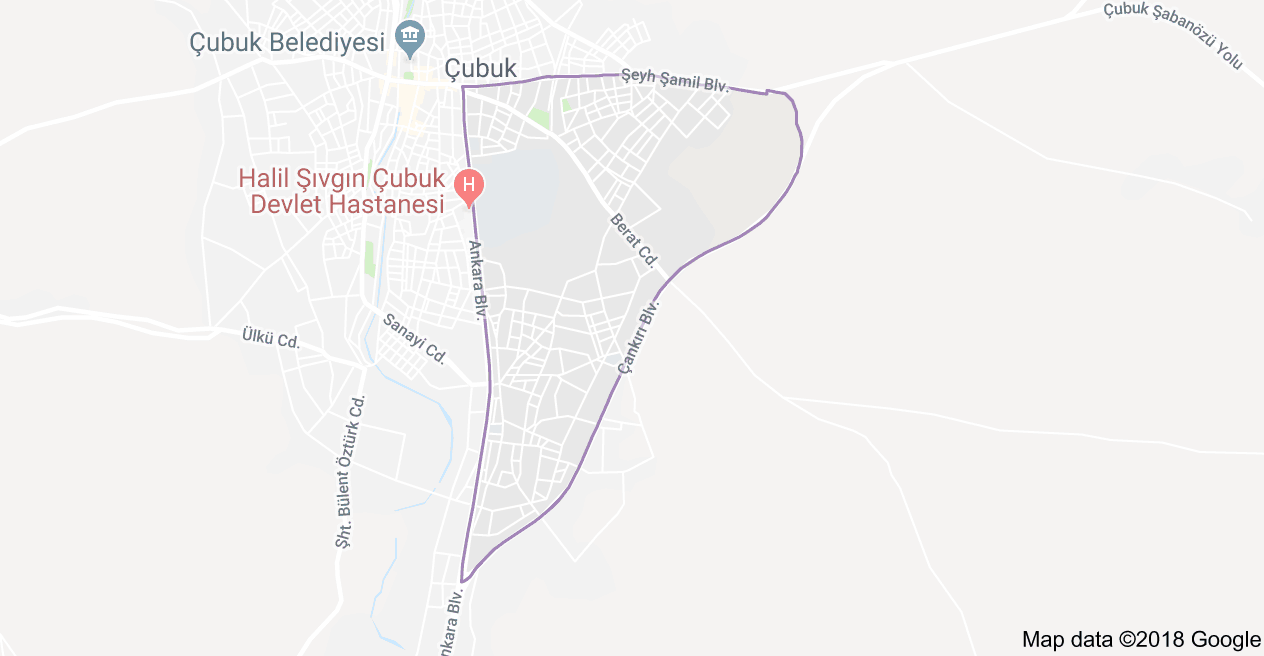 Çubuk Şabanözü Yolu
Çubuk Belediyesi
Çubuk
Şeyh Şamil Blv.
Halil Şıvgın Çubuk
Devlet Hastanesi
H
Berat Cd.
Ankara Blv.
Çankırı Blv.
Sanayi Cd.
Ülkü Cd.
Şht. Bülent Öztürk Cd.
nkara Blv.
Map data ©2018 Google